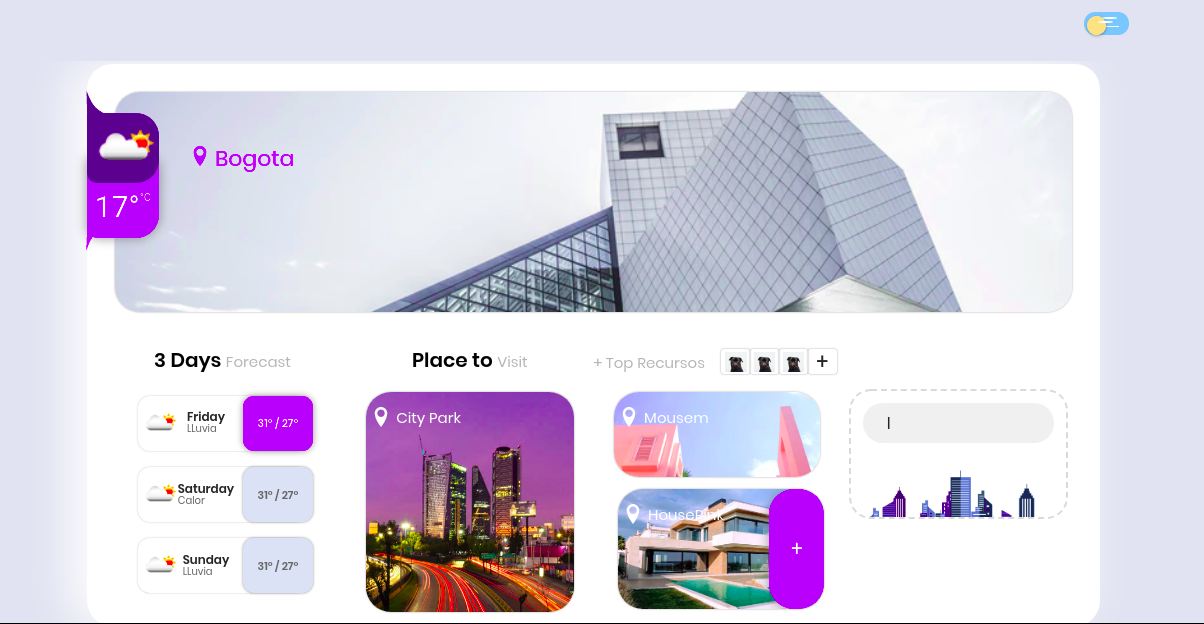 Bogota
17° °C
3 Days Forecast
Place to Visit
+ Top Recursos
+
Friday
LLuvia
31° / 27°
Saturday
Calor
31° / 27°
Sunday
LLuvia
31° / 27°
City Park
Mousem
HousePink
+